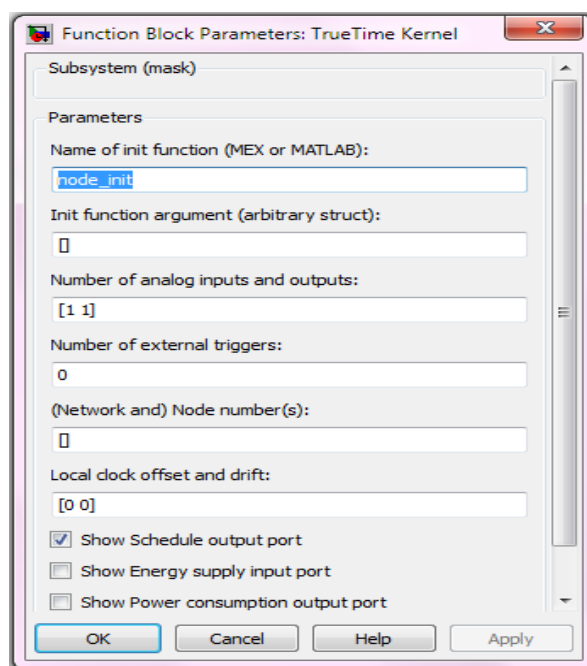 Function Block Parameters: TrueTime Kernel
Subsystem (mask)
Parameters
Name of init function (MEX or MATLAB):
node_init
Init function argument (arbitrary struct):
[]
Number of analog inputs and outputs:
[1 1]
Number of external triggers:
0
(Network and) Node number(s):
[]
Local clock offset and drift:
[0 0]
Show Schedule output port
Show Energy supply input port
Show Power consumption output port
OK Cancel Help Apply